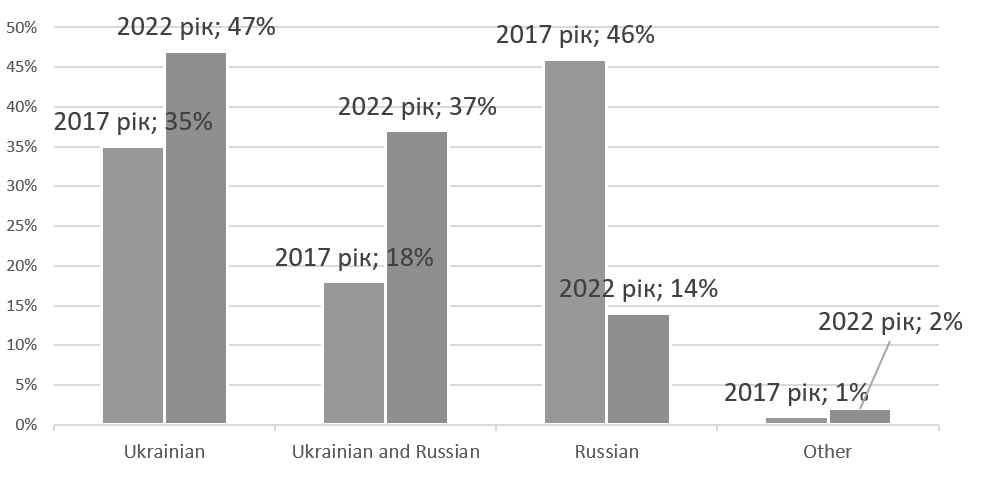 50%
45%
40%
35%
30%
25%
20%
15%
10%
5%
0%
2017 рік; 35%
2022 рік; 47%
2017 рік; 18%
2022 рік; 37%
2017 рік; 46%
2022 рік; 14%
2017 рік; 1%
2022 рік; 2%
Ukrainian
Ukrainian and Russian
Russian
Other